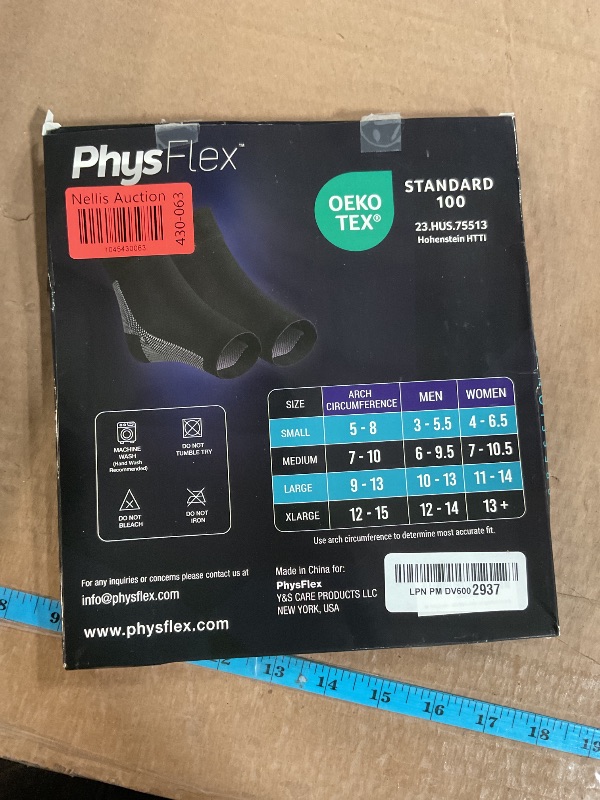 PhysFlex™
Nellis Auction
1045430063
430-063
OEKO
TEX®
STANDARD
100
23.HUS.75513
Hohenstein HTTI
SIZE ARCH CIRCUMFERENCE MEN WOMEN
SMALL 5 - 8 3 - 5.5 4 - 6.5
MEDIUM 7 - 10 6 - 9.5 7 - 10.5
LARGE 9 - 13 10 - 13 11 - 14
XLARGE 12 - 15 12 - 14 13 +
Use arch circumference to determine most accurate fit.
MACHINE
WASH
(Hand Wash
Recommended)
DO NOT
TUMBLE TRY
DO NOT
BLEACH
DO NOT
IRON
For any inquiries or concerns please contact us at
info@physflex.com
www.physflex.com
Made in China for:
PhysFlex
Y&S CARE PRODUCTS LLC
NEW YORK, USA
LPN PM DV600 2937
8 9 12 13 14 15 16 17 18 19